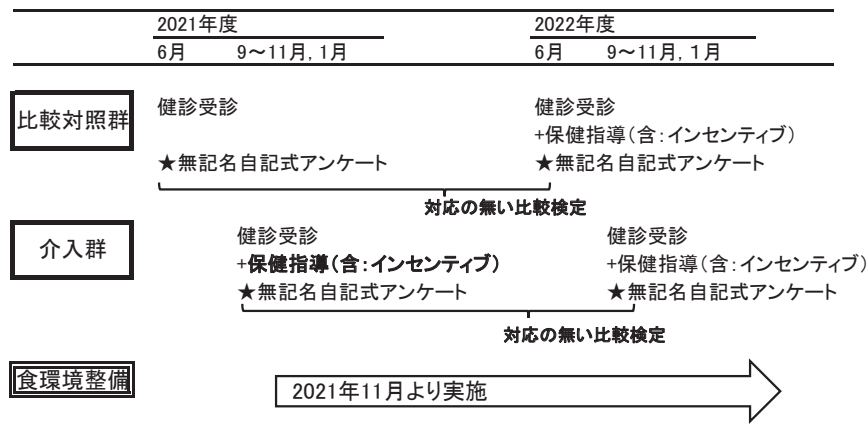 2021年度 2022年度
6月 9～11月, 1月 6月 9～11月, 1月
比較対照群
健診受診 健診受診
+保健指導(含:インセンティブ)
★無記名自記式アンケート ★無記名自記式アンケート
対応の無い比較検定
介入群
健診受診 健診受診
+保健指導(含:インセンティブ) +保健指導(含:インセンティブ)
★無記名自記式アンケート ★無記名自記式アンケート
対応の無い比較検定
食環境整備
2021年11月より実施